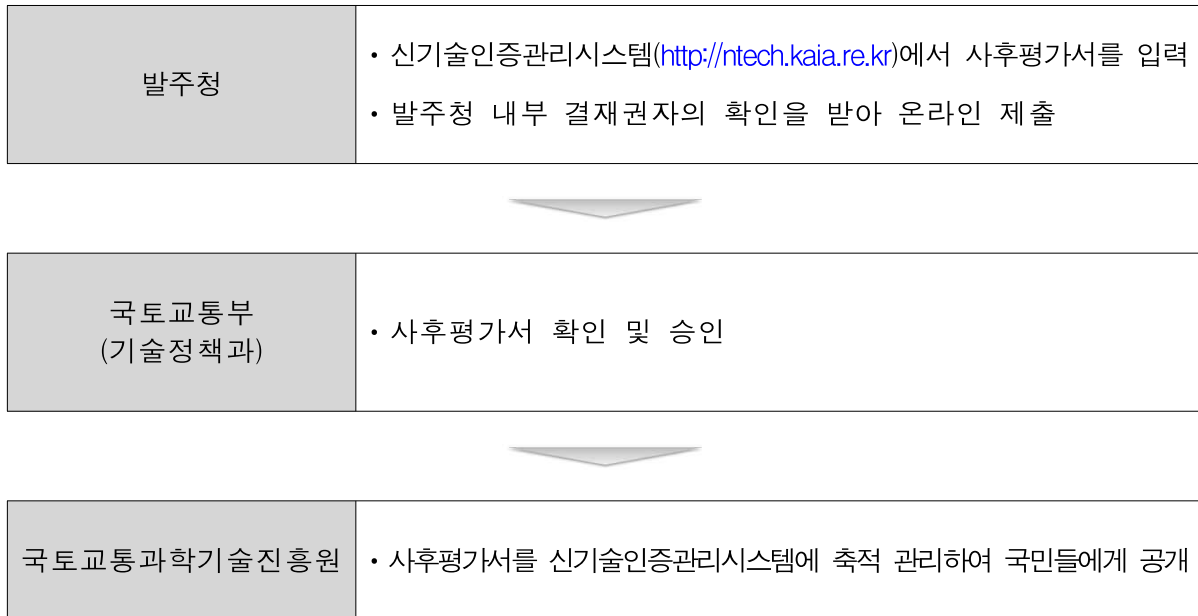 발주청
• 신기술인증관리시스템(http://ntech.kaia.re.kr)에서 사후평가서를 입력
• 발주청 내부 결재권자의 확인을 받아 온라인 제출
국토교통부
(기술정책과)
• 사후평가서 확인 및 승인
국토교통과학기술진흥원
• 사후평가서를 신기술인증관리시스템에 축적 관리하여 국민들에게 공개